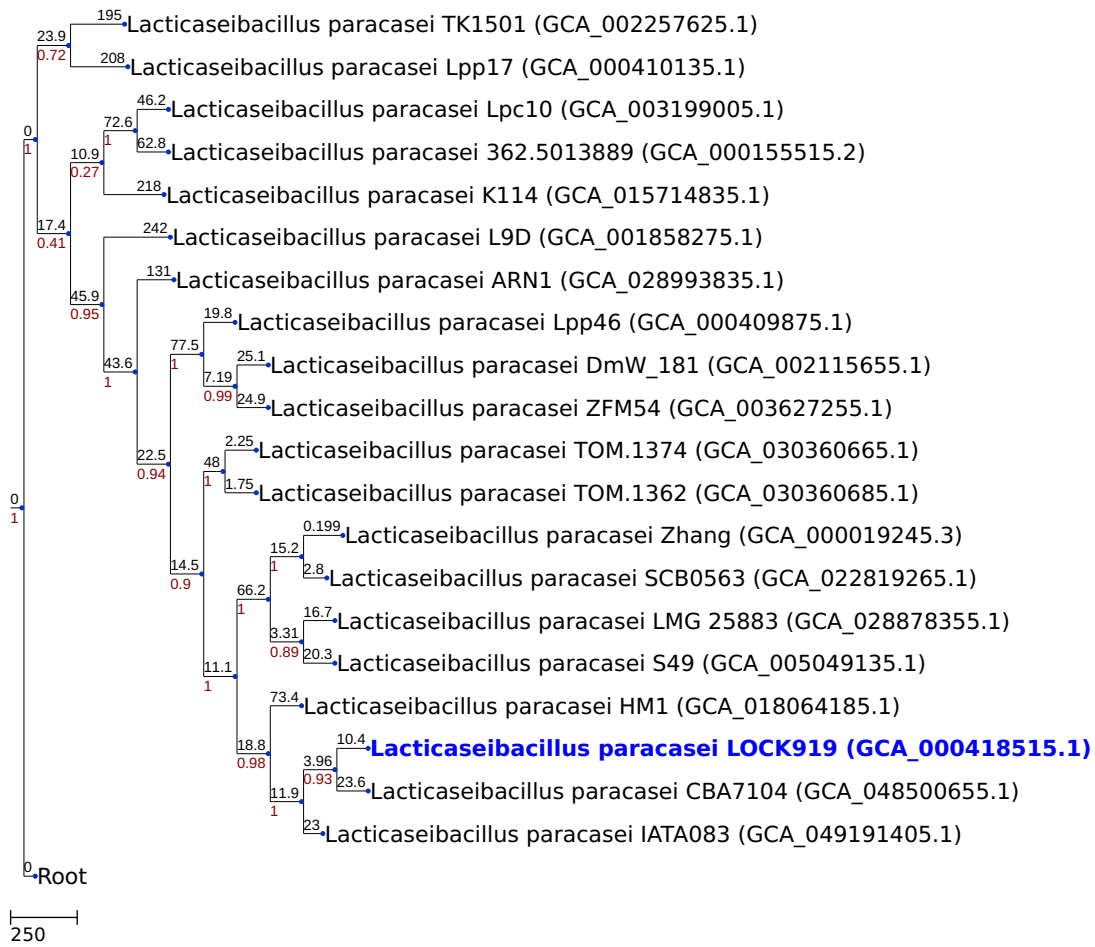 195
Lacticaseibacillus paracasei TK1501 (GCA_002257625.1)
23.9
0.72
208
Lacticaseibacillus paracasei Lpp17 (GCA_000410135.1)
46.2
Lacticaseibacillus paracasei Lpc10 (GCA_003199005.1)
72.6
0
1
1
62.8
Lacticaseibacillus paracasei 362.5013889 (GCA_000155515.2)
10.9
0.27
218
Lacticaseibacillus paracasei K114 (GCA_015714835.1)
17.4
0.41
242
Lacticaseibacillus paracasei L9D (GCA_001858275.1)
131
Lacticaseibacillus paracasei ARN1 (GCA_028993835.1)
45.9
0.95
19.8
Lacticaseibacillus paracasei Lpp46 (GCA_000409875.1)
77.5
1
43.6
1
25.1
Lacticaseibacillus paracasei DmW_181 (GCA_002115655.1)
7.19
0.99
24.9
Lacticaseibacillus paracasei ZFM54 (GCA_003627255.1)
2.25
Lacticaseibacillus paracasei TOM.1374 (GCA_030360665.1)
22.5
0.94
48
1
1.75
Lacticaseibacillus paracasei TOM.1362 (GCA_030360685.1)
0
1
0.199
Lacticaseibacillus paracasei Zhang (GCA_000019245.3)
15.2
1
14.5
0.9
2.8
Lacticaseibacillus paracasei SCB0563 (GCA_022819265.1)
66.2
1
16.7
Lacticaseibacillus paracasei LMG 25883 (GCA_028878355.1)
3.31
0.89
20.3
Lacticaseibacillus paracasei S49 (GCA_005049135.1)
11.1
1
73.4
Lacticaseibacillus paracasei HM1 (GCA_018064185.1)
18.8
0.98
10.4
Lacticaseibacillus paracasei LOCK919 (GCA_000418515.1)
3.96
0.93
23.6
Lacticaseibacillus paracasei CBA7104 (GCA_048500655.1)
11.9
1
23
Lacticaseibacillus paracasei IATA083 (GCA_049191405.1)
0
Root
250